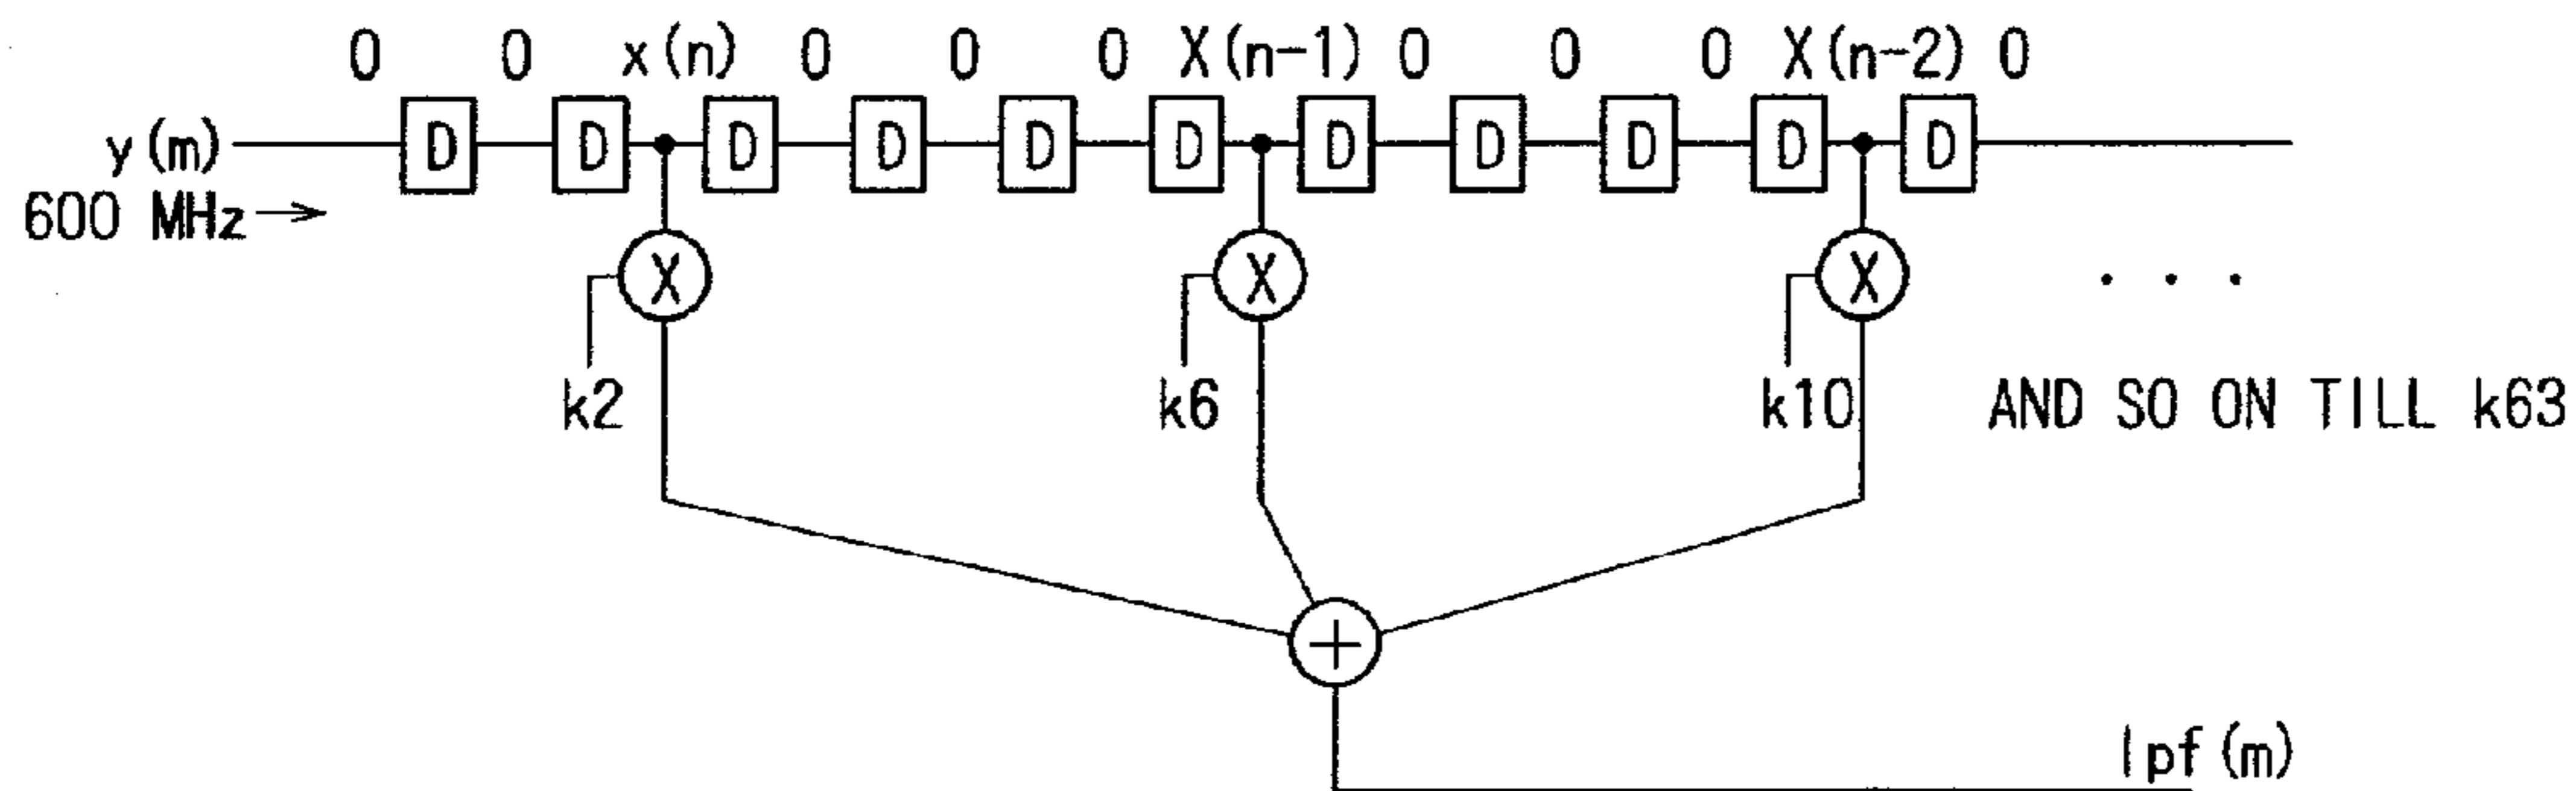 0 0 x(n) 0 0 0 X(n-1) 0 0 0 X(n-2) 0
y(m) D D D D D D D D D D D
600 MHz →
X X X . . .
k2 k6 k10 AND SO ON TILL k63
+
lpf(m)